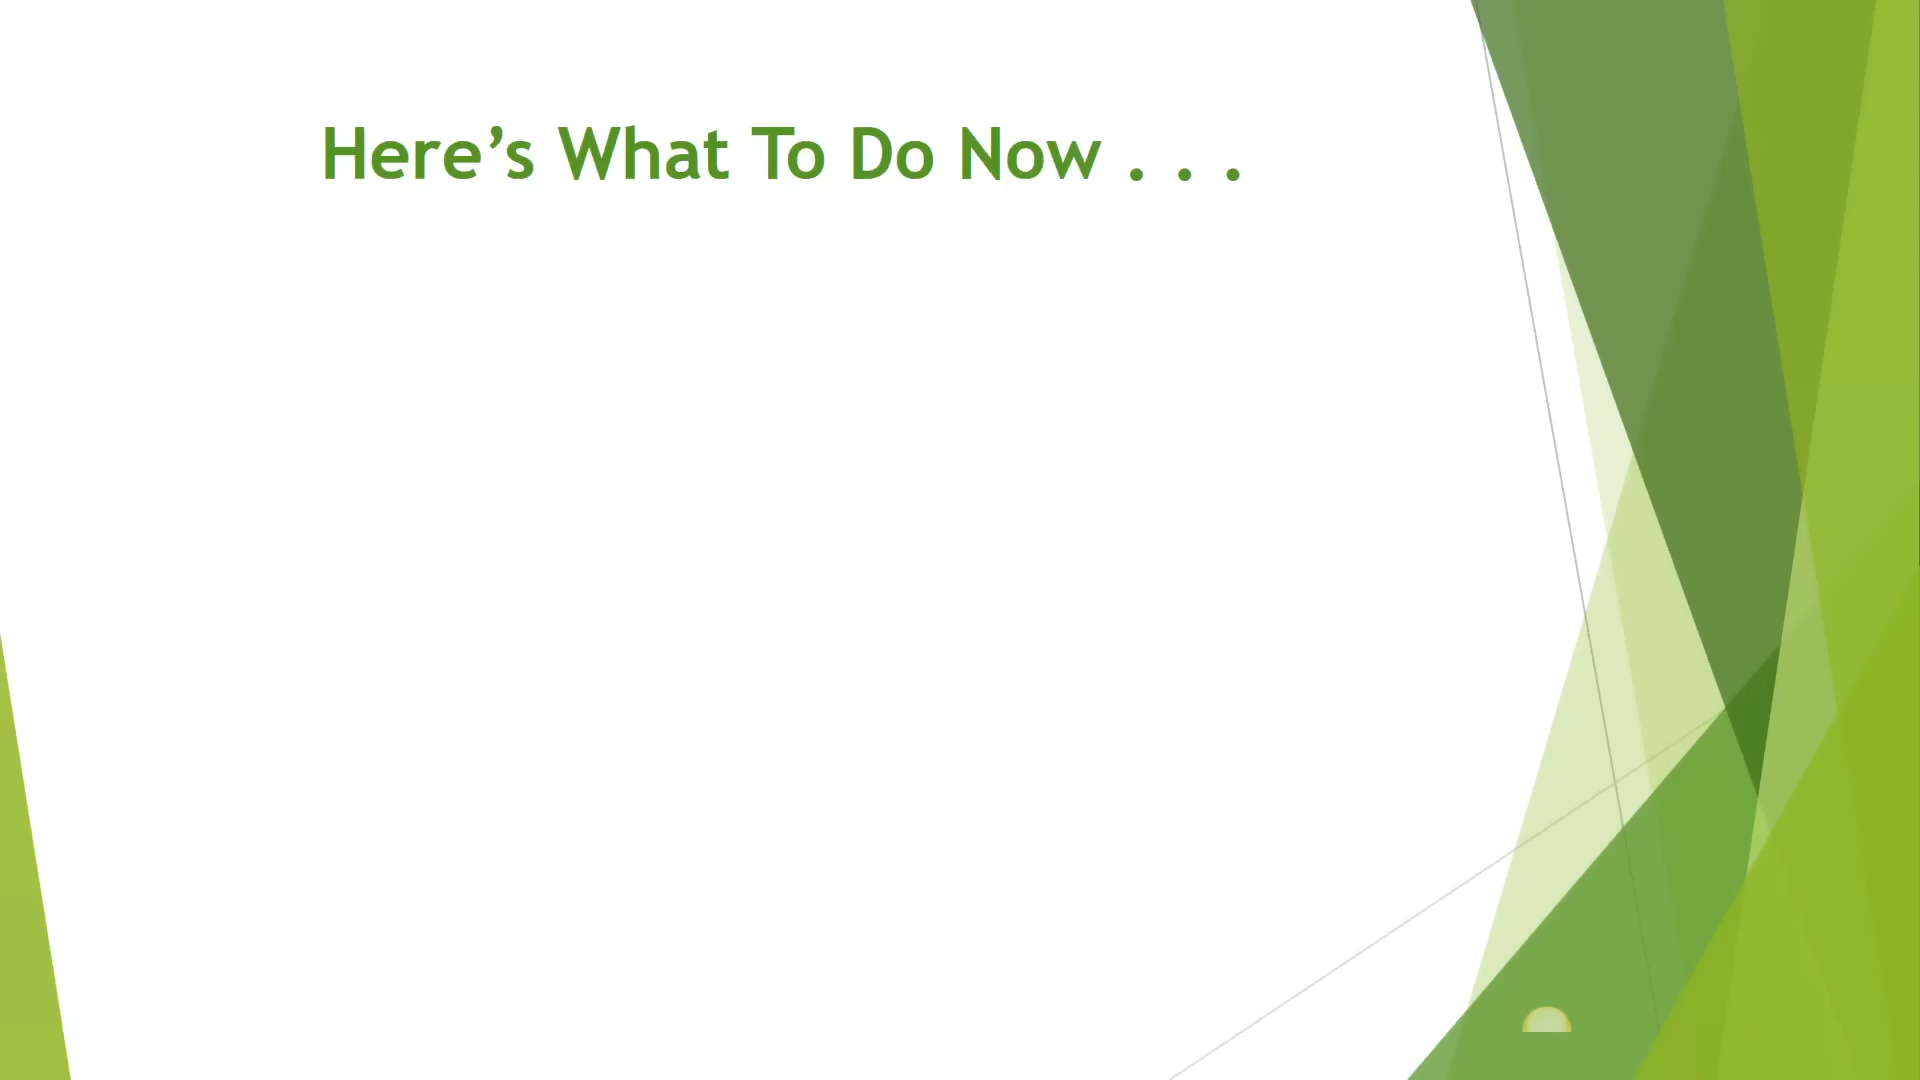 Here’s What To Do Now . . .